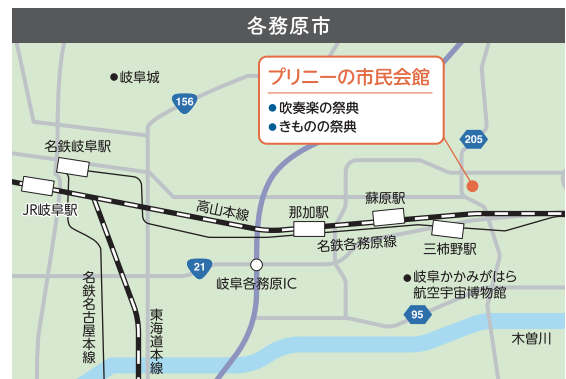 各務原市
プリニーの市民会館
●吹奏楽の祭典
●きものの祭典
●岐阜城
156
205
名鉄岐阜駅
JR岐阜駅
高山本線
那加駅
蘇原駅
名鉄各務原線
三柿野駅
21
岐阜各務原IC
●岐阜かかみがはら
航空宇宙博物館
95
木曽川
名鉄名古屋本線
東海道本線